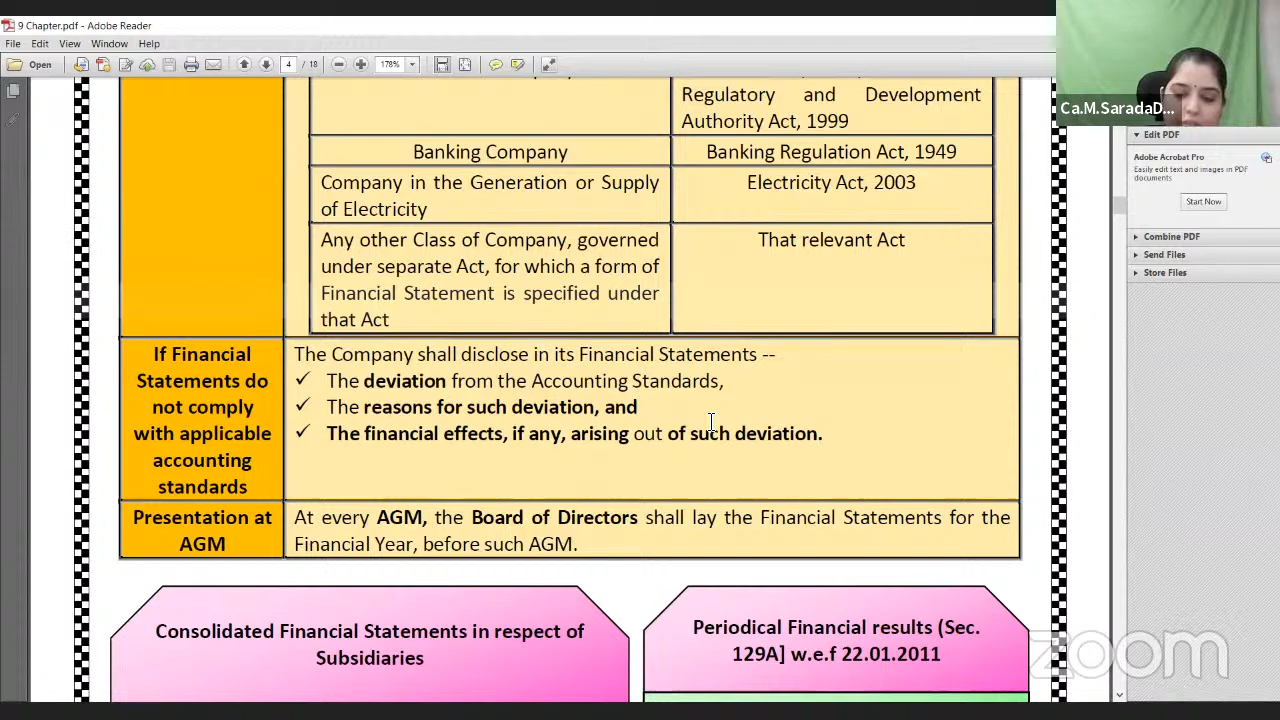 9 Chapter.pdf - Adobe Reader
File Edit View Window Help
Open 4 / 18 178%
Regulatory and Development
Authority Act, 1999
Banking Company
Banking Regulation Act, 1949
Company in the Generation or Supply
of Electricity
Electricity Act, 2003
Any other Class of Company, governed
under separate Act, for which a form of
Financial Statement is specified under
that Act
That relevant Act
If Financial
Statements do
not comply
with applicable
accounting
standards
The Company shall disclose in its Financial Statements --
✓ The deviation from the Accounting Standards,
✓ The reasons for such deviation, and
✓ The financial effects, if any, arising out of such deviation.
Presentation at
AGM
At every AGM, the Board of Directors shall lay the Financial Statements for the
Financial Year, before such AGM.
Consolidated Financial Statements in respect of
Subsidiaries
Periodical Financial results (Sec.
129A] w.e.f 22.01.2011
Ca.M.SaradaD...
Edit PDF
Adobe Acrobat Pro
Easily edit text and images in PDF
documents
Start Now
Combine PDF
Send Files
Store Files
zoom